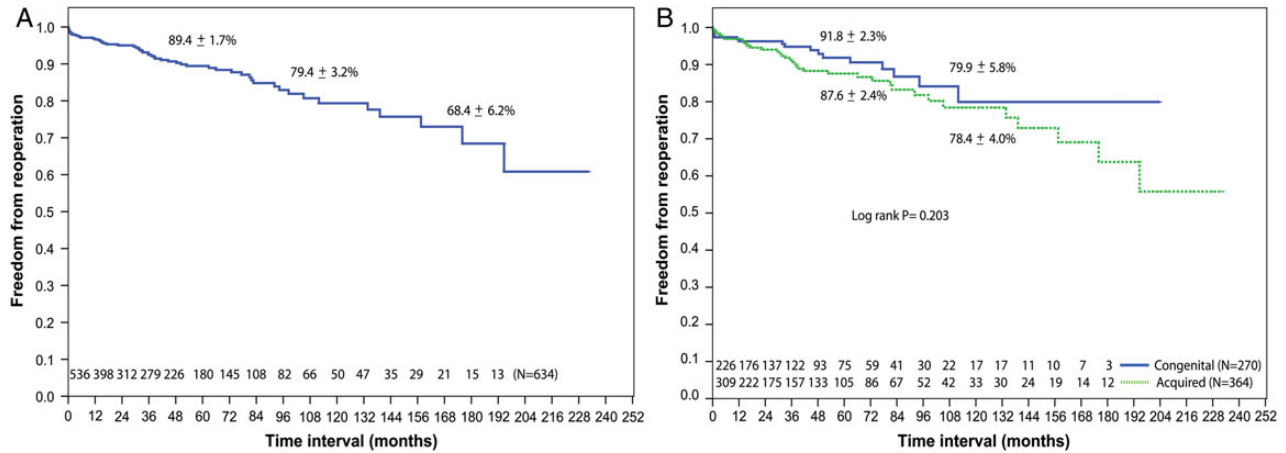 A
Freedom from reoperation
1.0
0.9
0.8
0.7
0.6
0.5
0.4
0.3
0.2
0.1
0.0
89.4 ± 1.7%
79.4 ± 3.2%
68.4 ± 6.2%
536 398 312 279 226 180 145 108 82 66 50 47 35 29 21 15 13 (N=634)
0 12 24 36 48 60 72 84 96 108 120 132 144 156 168 180 192 204 216 228 240 252
Time interval (months)
B
Freedom from reoperation
1.0
0.9
0.8
0.7
0.6
0.5
0.4
0.3
0.2
0.1
0.0
91.8 ± 2.3%
79.9 ± 5.8%
87.6 ± 2.4%
78.4 ± 4.0%
Log rank P= 0.203
226 176 137 122 93 75 59 41 30 22 17 17 11 10 7 3 Congenital (N=270)
309 222 175 157 133 105 86 67 52 42 33 30 24 19 14 12 Acquired (N=364)
0 12 24 36 48 60 72 84 96 108 120 132 144 156 168 180 192 204 216 228 240 252
Time interval (months)